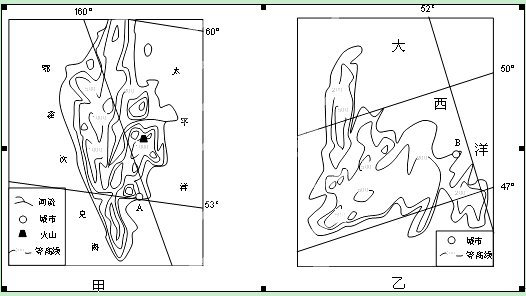 160°
60°
鄂
霍
次
克
海
太
平
洋
53°
A
河流
城市
火山
等高线
甲
52°
50°
47°
大
西
洋
B
城市
等高线
乙